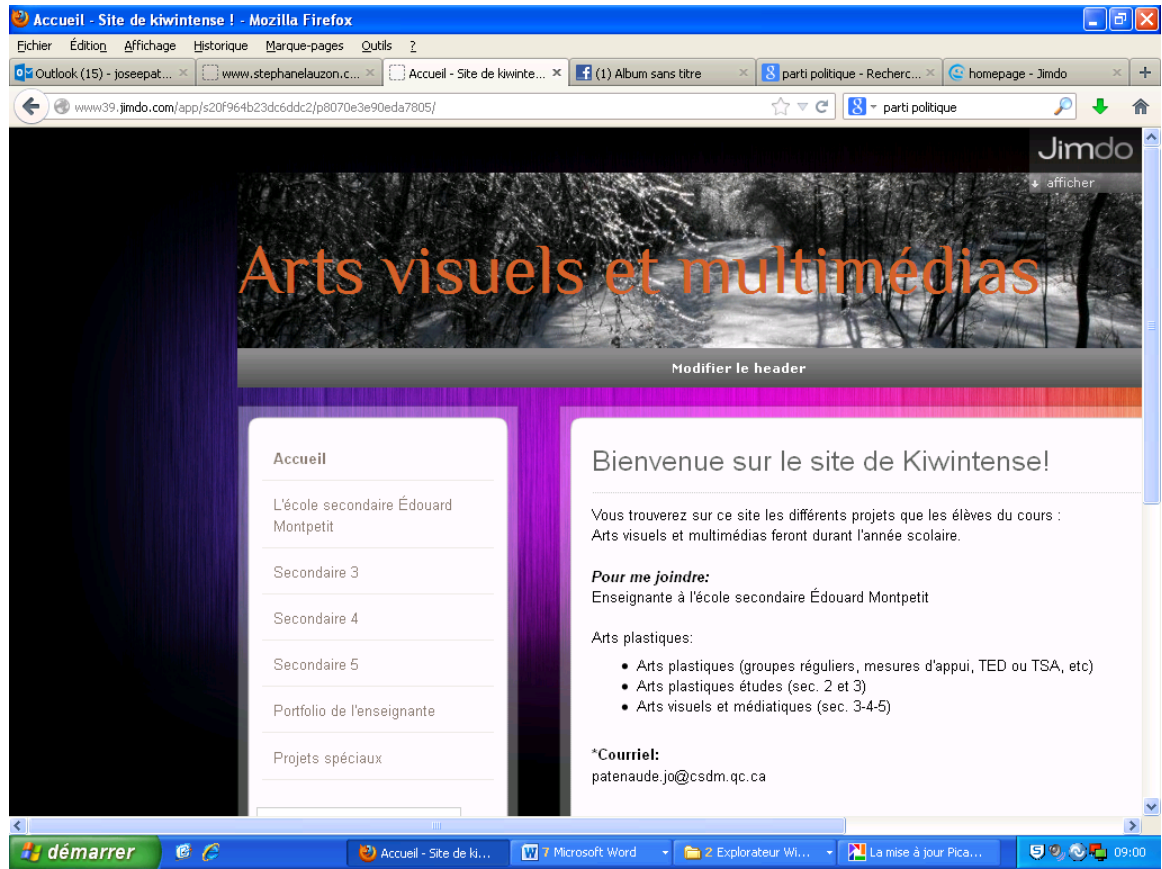 Accueil - Site de kiwintense ! - Mozilla Firefox
Fichier Édition Affichage Historique Marque-pages Outils ?
Outlook (15) - joseepat... www.stephanelauzon.c... Accueil - Site de kiwinte... (1) Album sans titre parti politique - Recherc... homepage - Jimdo
www39.jimdo.com/app/s20f964b23dc6ddc2/p8070e3e90eda7805/ parti politique
Jimdo
afficher
Arts visuels et multimédias
Modifier le header
Accueil
L'école secondaire Édouard
Montpetit
Secondaire 3
Secondaire 4
Secondaire 5
Portfolio de l'enseignante
Projets spéciaux
Bienvenue sur le site de Kiwintense!
Vous trouverez sur ce site les différents projets que les élèves du cours :
Arts visuels et multimédias feront durant l'année scolaire.
Pour me joindre:
Enseignante à l'école secondaire Édouard Montpetit
Arts plastiques:
• Arts plastiques (groupes réguliers, mesures d'appui, TED ou TSA, etc)
• Arts plastiques études (sec. 2 et 3)
• Arts visuels et médiatiques (sec. 3-4-5)
*Courriel:
patenaude.jo@csdm.qc.ca
démarrer Accueil - Site de ki... 7 Microsoft Word 2 Explorateur Wi... La mise à jour Pica... 09:00